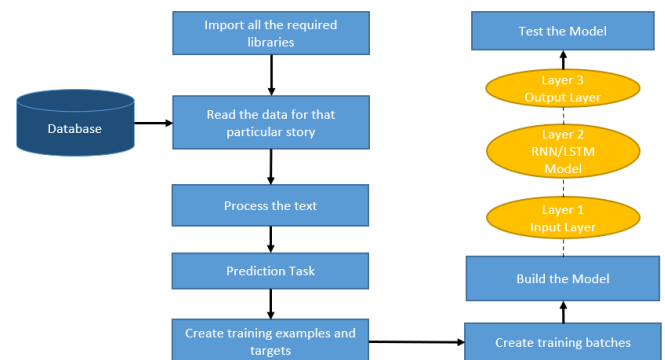 Import all the required
libraries
Database
Read the data for that
particular story
Process the text
Prediction Task
Create training examples and
targets
Create training batches
Build the Model
Layer 1
Input Layer
Layer 2
RNN/LSTM
Model
Layer 3
Output Layer
Test the Model